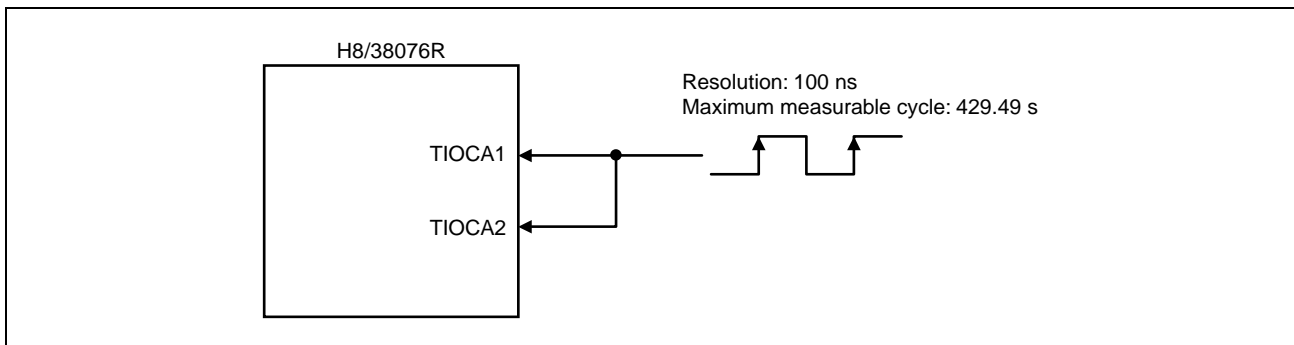 H8/38076R
Resolution: 100 ns
Maximum measurable cycle: 429.49 s
TIOCA1
TIOCA2